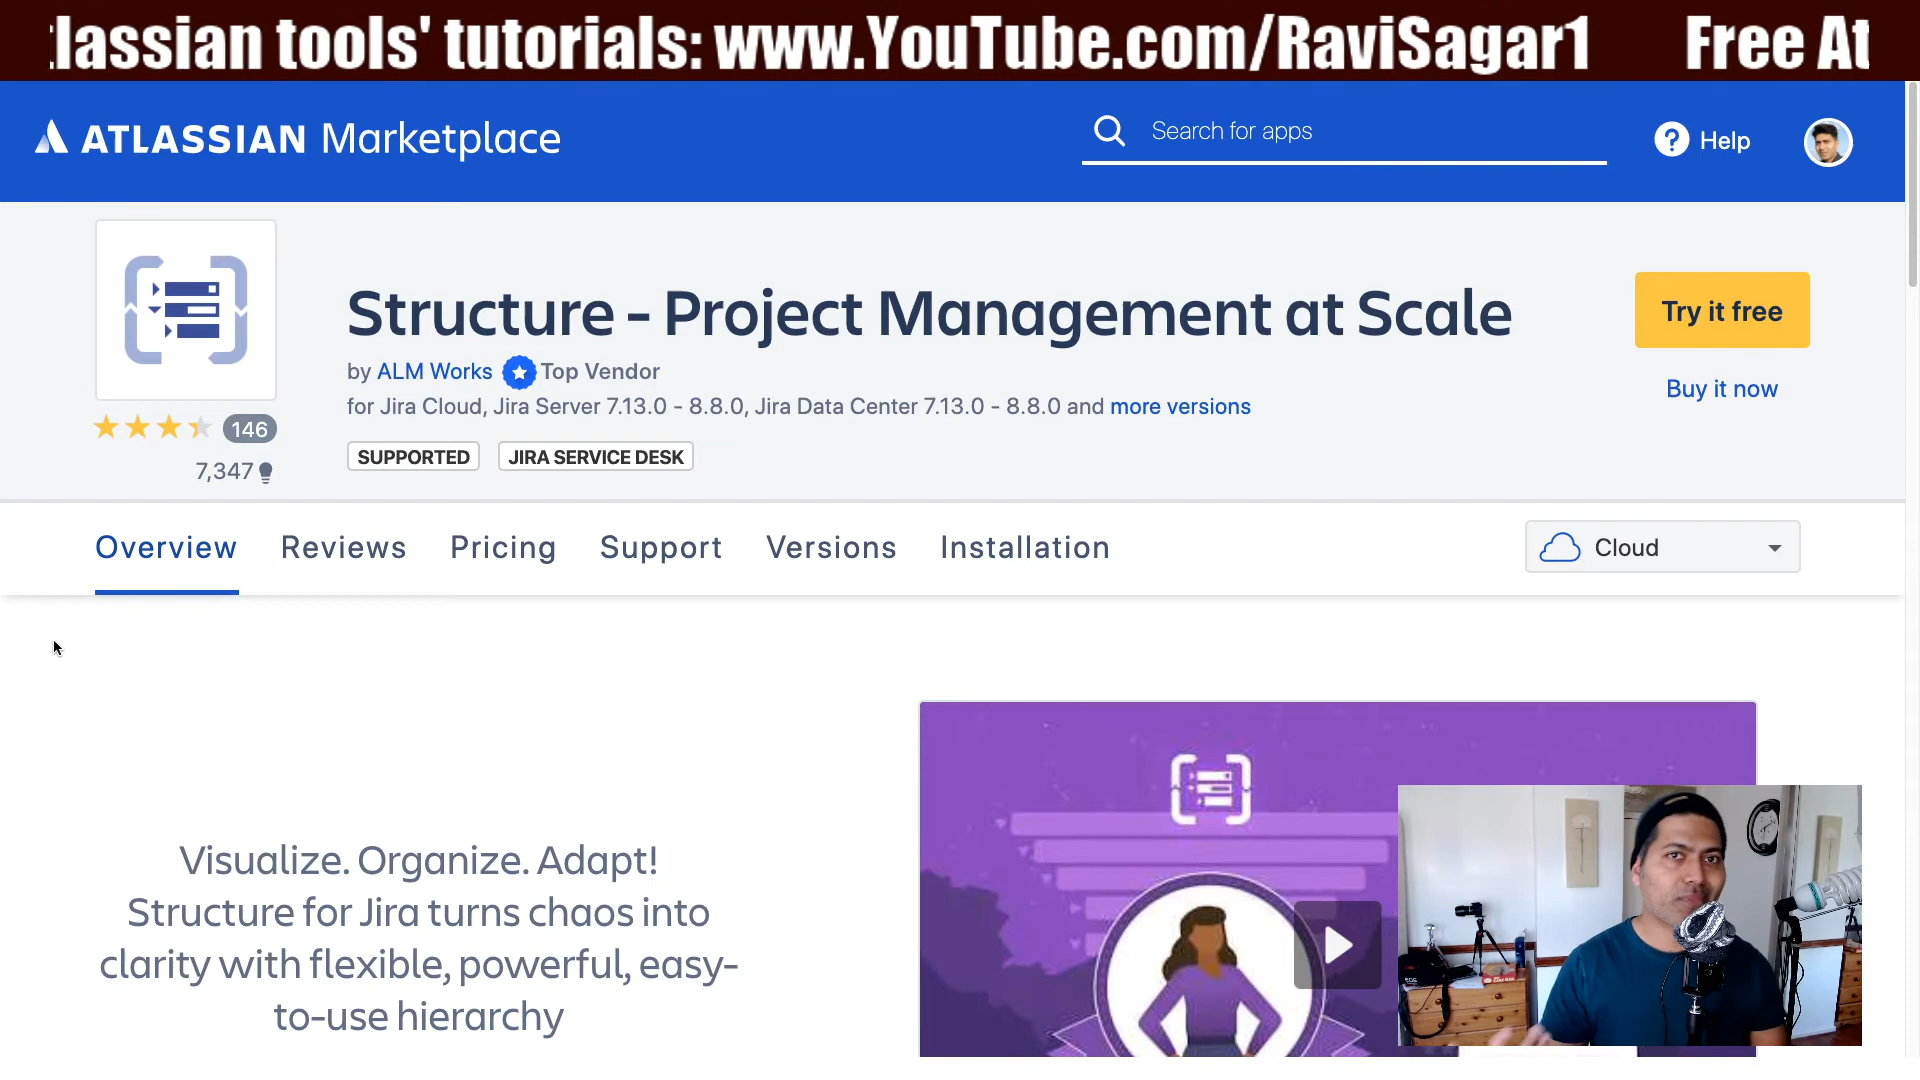 lassian tools' tutorials: www.YouTube.com/RaviSagar1 Free At
ATLASSIAN Marketplace
Search for apps
? Help
Structure - Project Management at Scale
Try it free
by ALM Works Top Vendor
Buy it now
for Jira Cloud, Jira Server 7.13.0 - 8.8.0, Jira Data Center 7.13.0 - 8.8.0 and more versions
146
SUPPORTED JIRA SERVICE DESK
7,347
Overview Reviews Pricing Support Versions Installation Cloud
Visualize. Organize. Adapt!
Structure for Jira turns chaos into
clarity with flexible, powerful, easy-
to-use hierarchy